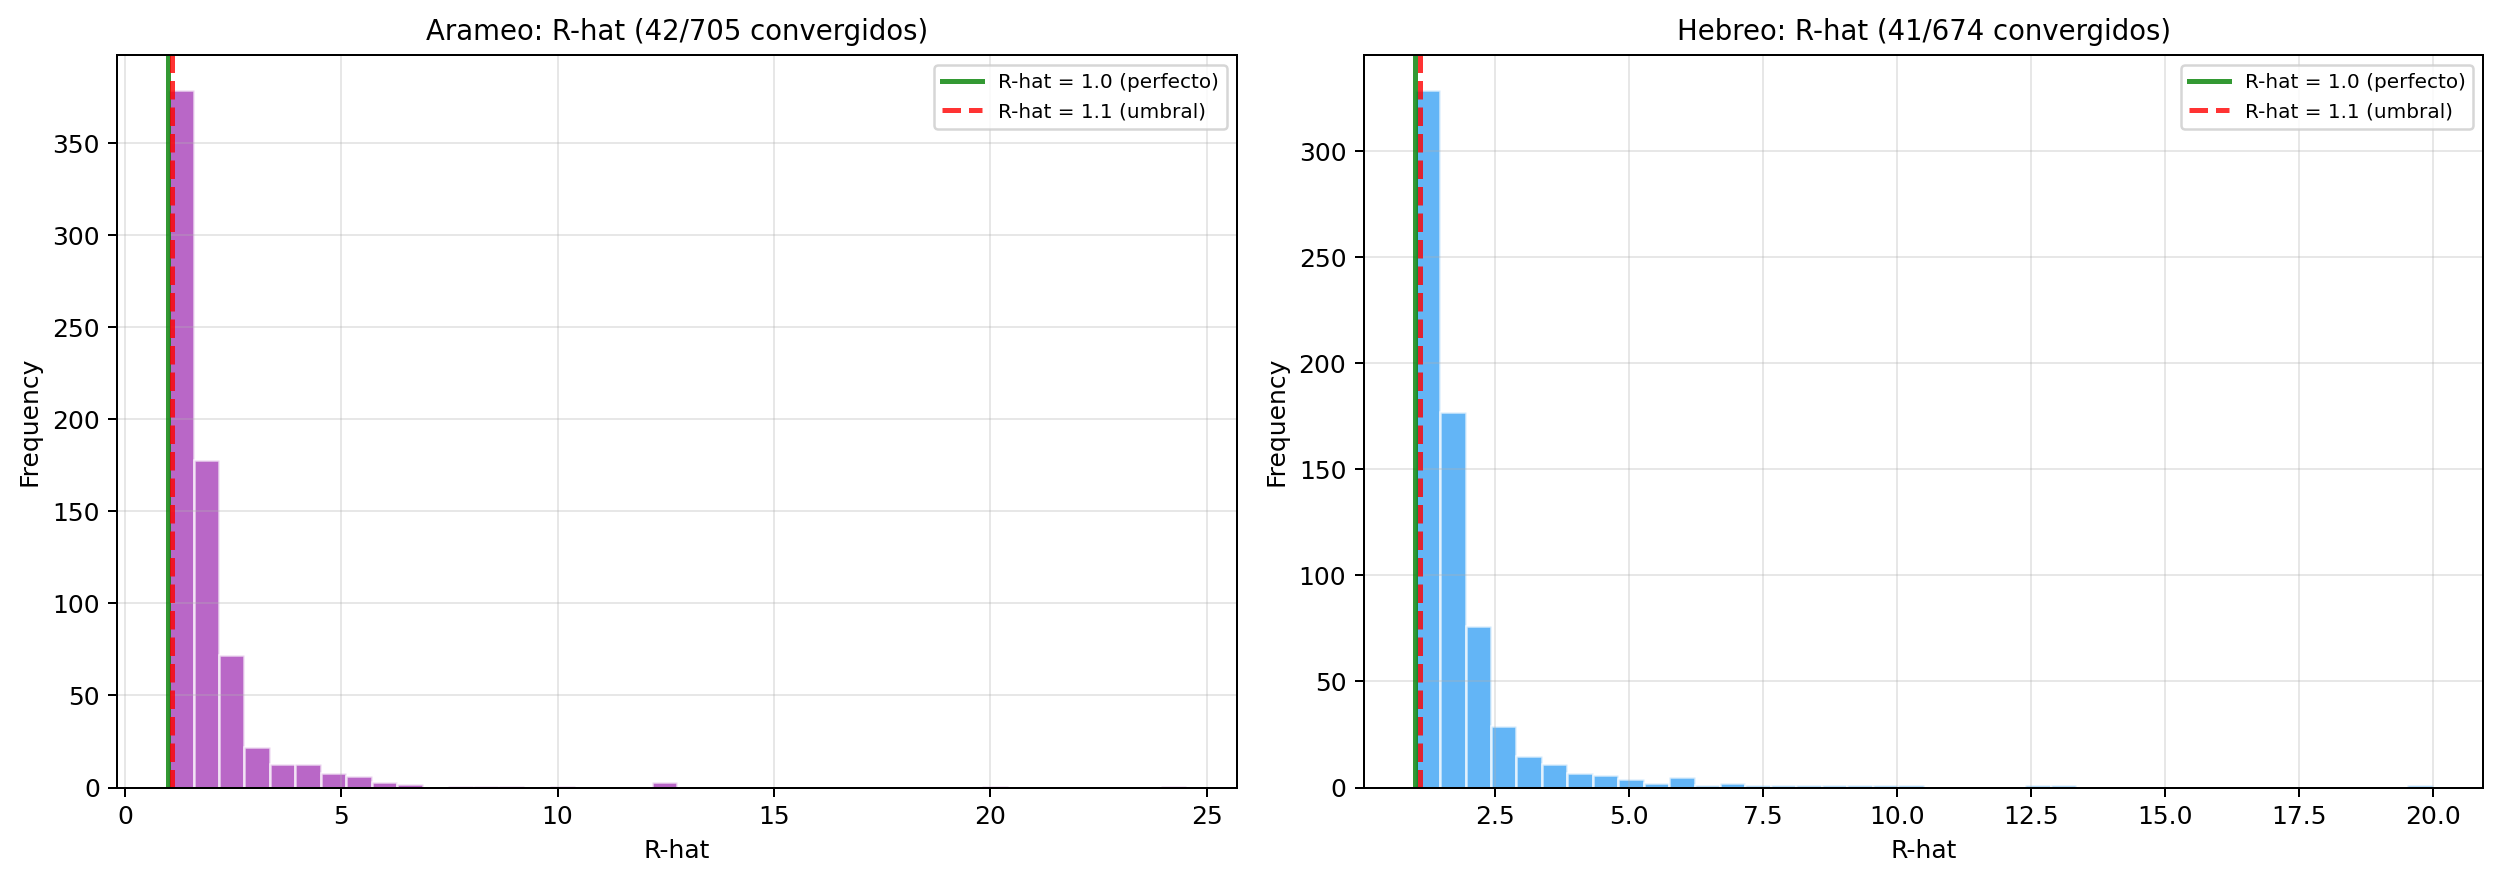 Arameo: R-hat (42/705 convergidos)
R-hat = 1.0 (perfecto)
R-hat = 1.1 (umbral)
Frequency
350
300
250
200
150
100
50
0
0 5 10 15 20 25
R-hat
Hebreo: R-hat (41/674 convergidos)
R-hat = 1.0 (perfecto)
R-hat = 1.1 (umbral)
Frequency
300
250
200
150
100
50
0
2.5 5.0 7.5 10.0 12.5 15.0 17.5 20.0
R-hat